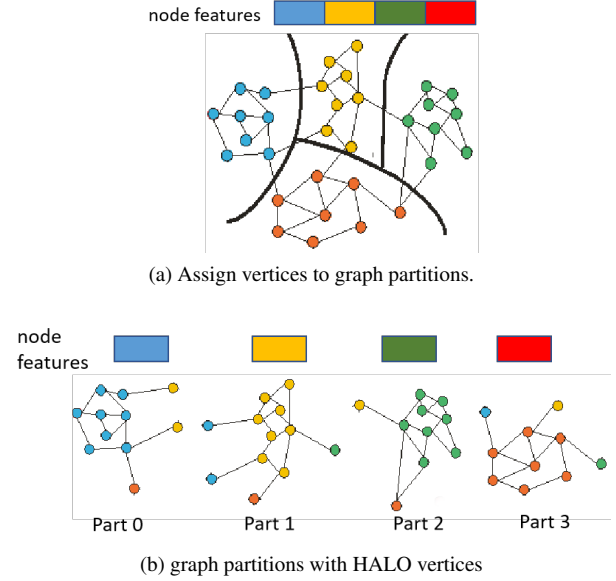 node features
(a) Assign vertices to graph partitions.
node
features
Part 0 Part 1 Part 2 Part 3
(b) graph partitions with HALO vertices